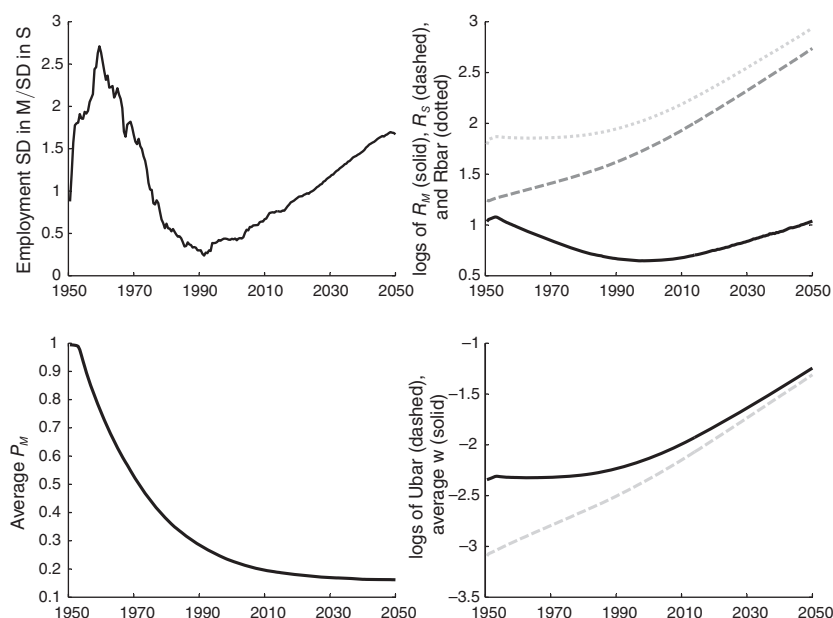 Employment SD in M/SD in S
3
2.5
2
1.5
1
0.5
0
1950 1970 1990 2010 2030 2050
logs of R_M (solid), R_S (dashed),
and Rbar (dotted)
3
2.5
2
1.5
1
0.5
1950 1970 1990 2010 2030 2050
Average P_M
1
0.9
0.8
0.7
0.6
0.5
0.4
0.3
0.2
0.1
1950 1970 1990 2010 2030 2050
logs of Ubar (dashed),
average w (solid)
−1
−1.5
−2
−2.5
−3
−3.5
1950 1970 1990 2010 2030 2050